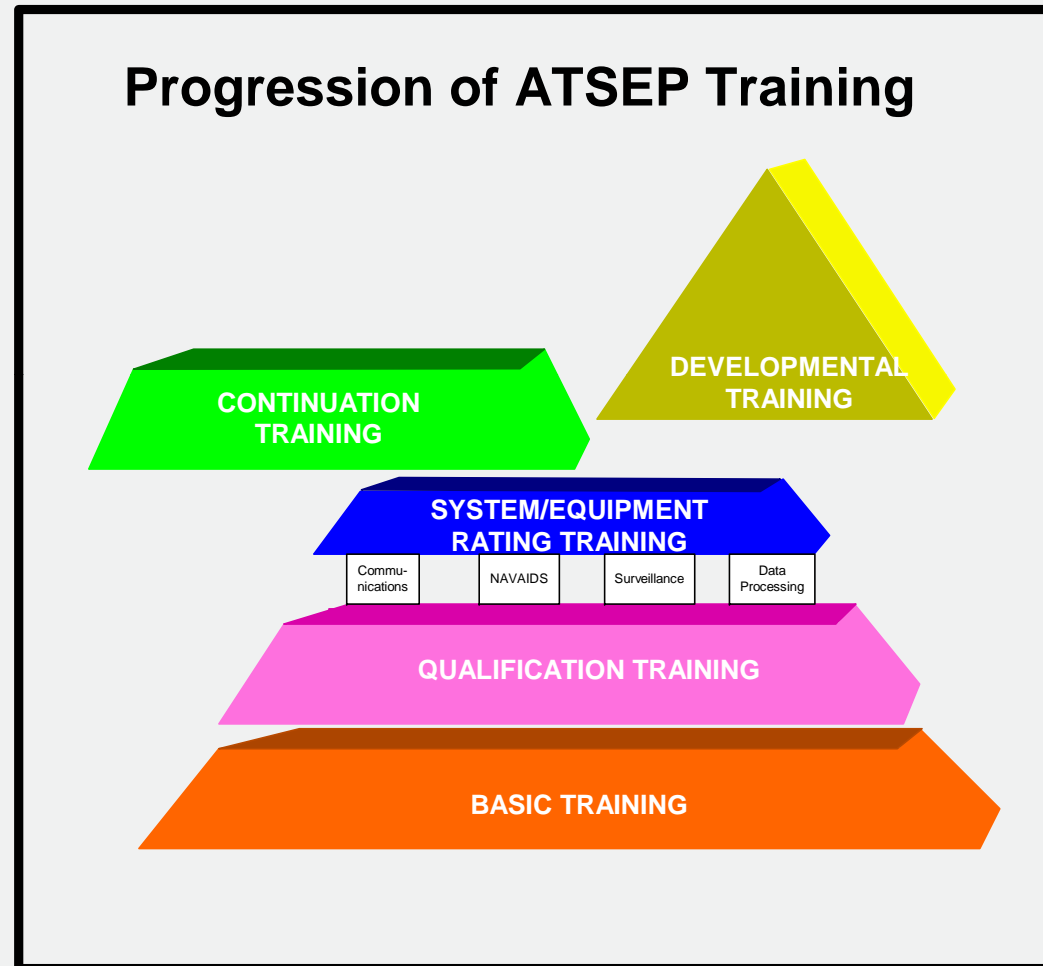 Progression of ATSEP Training
DEVELOPMENTAL
TRAINING
CONTINUATION
TRAINING
SYSTEM/EQUIPMENT
RATING TRAINING
Commu-
nications
NAVAIDS
Surveillance
Data
Processing
QUALIFICATION TRAINING
BASIC TRAINING